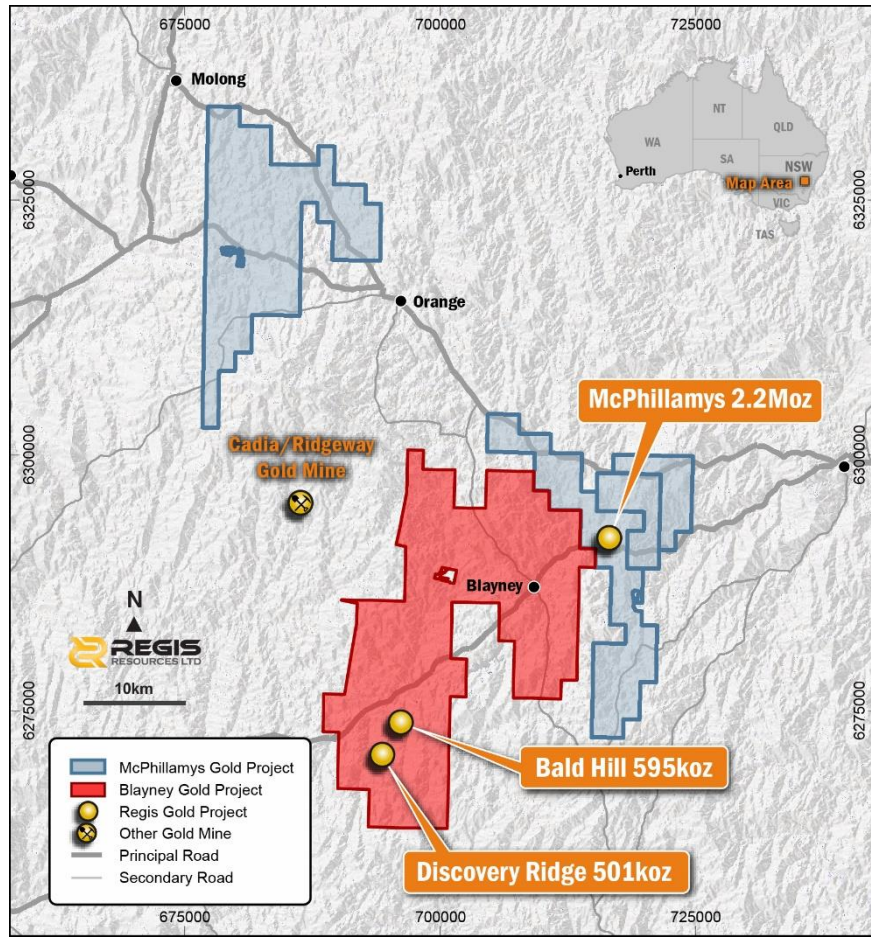 675000
700000
725000
Molong
NT
QLD
WA
SA
NSW
Perth
Map Area
VIC
TAS
6325000
6325000
Orange
McPhillamys 2.2Moz
Cadia/Ridgeway
Gold Mine
6300000
6300000
Blayney
N
REGIS
RESOURCES LTD
10km
6275000
6275000
Bald Hill 595koz
Discovery Ridge 501koz
McPhillamys Gold Project
Blayney Gold Project
Regis Gold Project
Other Gold Mine
Principal Road
Secondary Road
675000
700000
725000